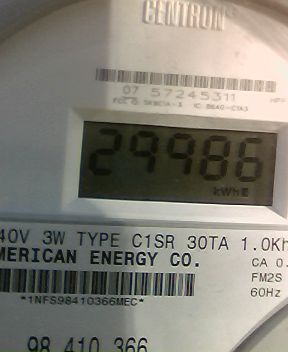 CENTRON
07 57245311
29986
kWh
40V 3W TYPE C1SR 30TA 1.0Kh
MERICAN ENERGY CO.
CA 0.
FM2S
*1NFS98410366MEC*
60Hz
98 410 366